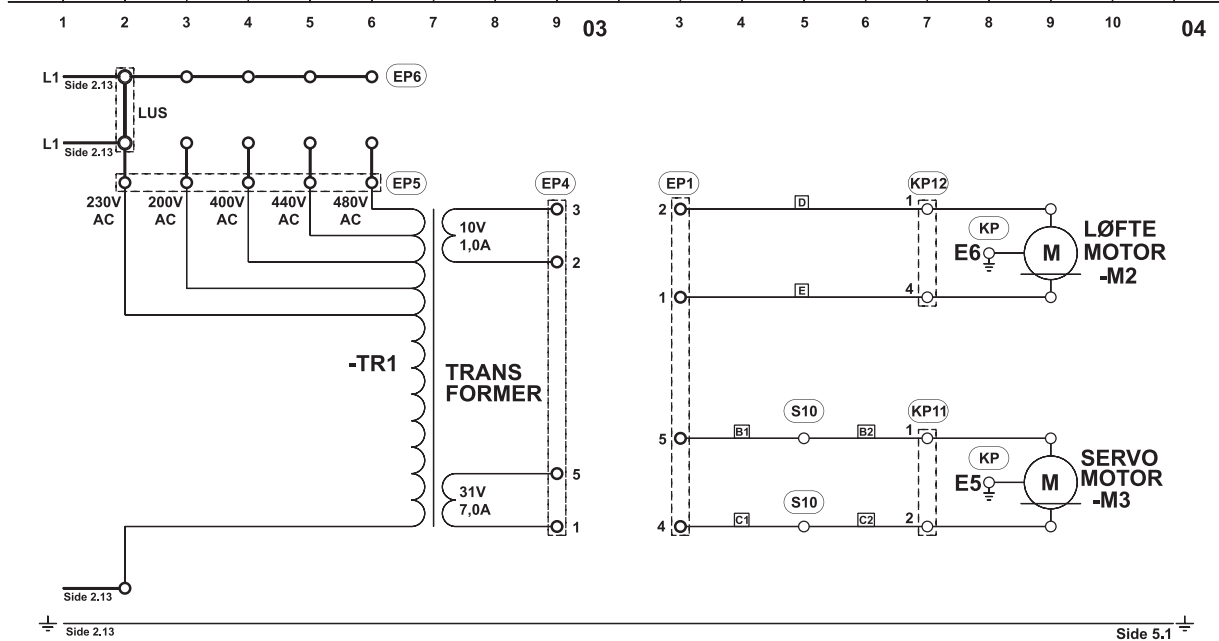 1 2 3 4 5 6 7 8 9 03 3 4 5 6 7 8 9 10 04
L1 Side 2.13 EP6
LUS
L1 Side 2.13
EP5 EP4 EP1 KP12
230V AC 200V AC 400V AC 440V AC 480V AC
3 2 D 1
10V
1,0A
2
KP
E6
M
LØFTE
MOTOR
-M2
1 E 4
-TR1
TRANS
FORMER
S10 KP11
5 B1 B2 1
KP
E5
M
SERVO
MOTOR
-M3
5
31V
7,0A
S10
1 4 C1 C2 2
Side 2.13
Side 2.13 Side 5.1